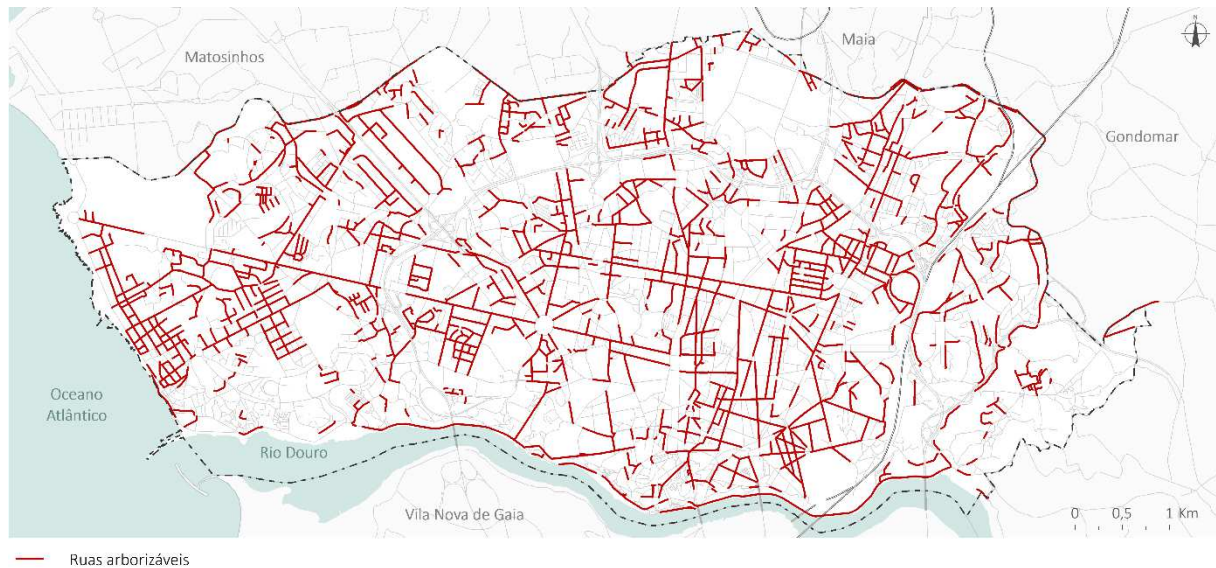 N
Maia
Matosinhos
Gondomar
Oceano
Atlântico
Rio Douro
Vila Nova de Gaia
0 0,5 1 Km
Ruas arborizáveis